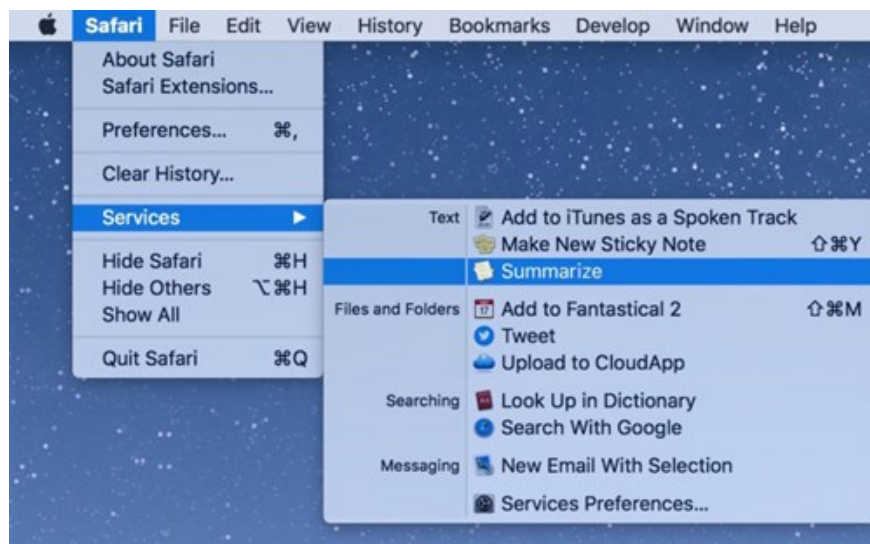 Safari File Edit View History Bookmarks Develop Window Help
About Safari
Safari Extensions...
Preferences... ⌘,
Clear History...
Services ▶
Hide Safari ⌘H
Hide Others ⌥⌘H
Show All
Quit Safari ⌘Q
Text Add to iTunes as a Spoken Track
Make New Sticky Note ⇧⌘Y
Summarize
Files and Folders Add to Fantastical 2 ⇧⌘M
Tweet
Upload to CloudApp
Searching Look Up in Dictionary
Search With Google
Messaging New Email With Selection
Services Preferences...